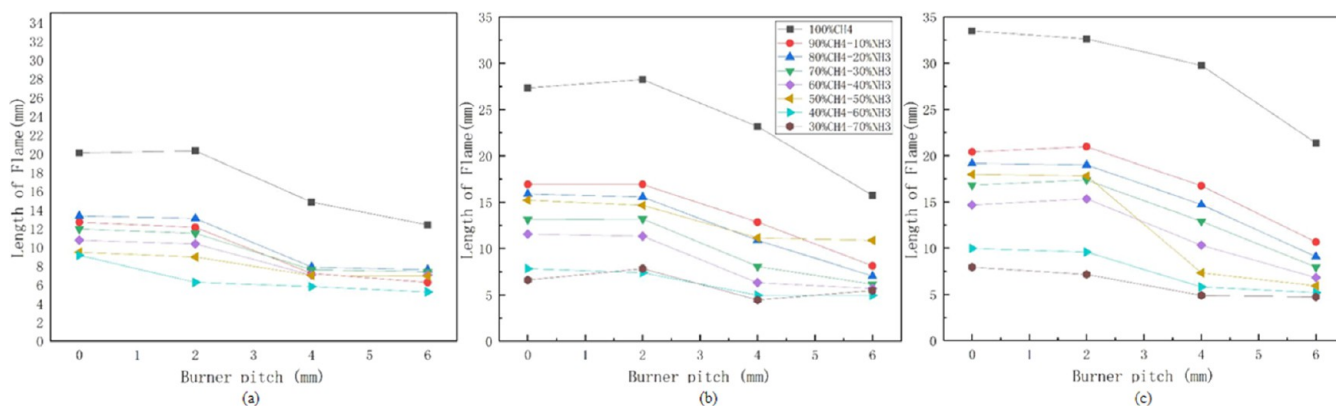 34
32
30
28
26
24
22
20
18
16
14
12
10
8
6
4
2
0
Length of Flame(mm)
0 1 2 3 4 5 6
Burner pitch (mm)
(a)
35
30
25
20
15
10
5
0
Length of Flame(mm)
100%CH4
90%CH4-10%NH3
80%CH4-20%NH3
70%CH4-30%NH3
60%CH4-40%NH3
50%CH4-50%NH3
40%CH4-60%NH3
30%CH4-70%NH3
0 1 2 3 4 5 6
Burner pitch (mm)
(b)
35
30
25
20
15
10
5
0
Length of Flame(mm)
0 1 2 3 4 5 6
Burner pitch (mm)
(c)